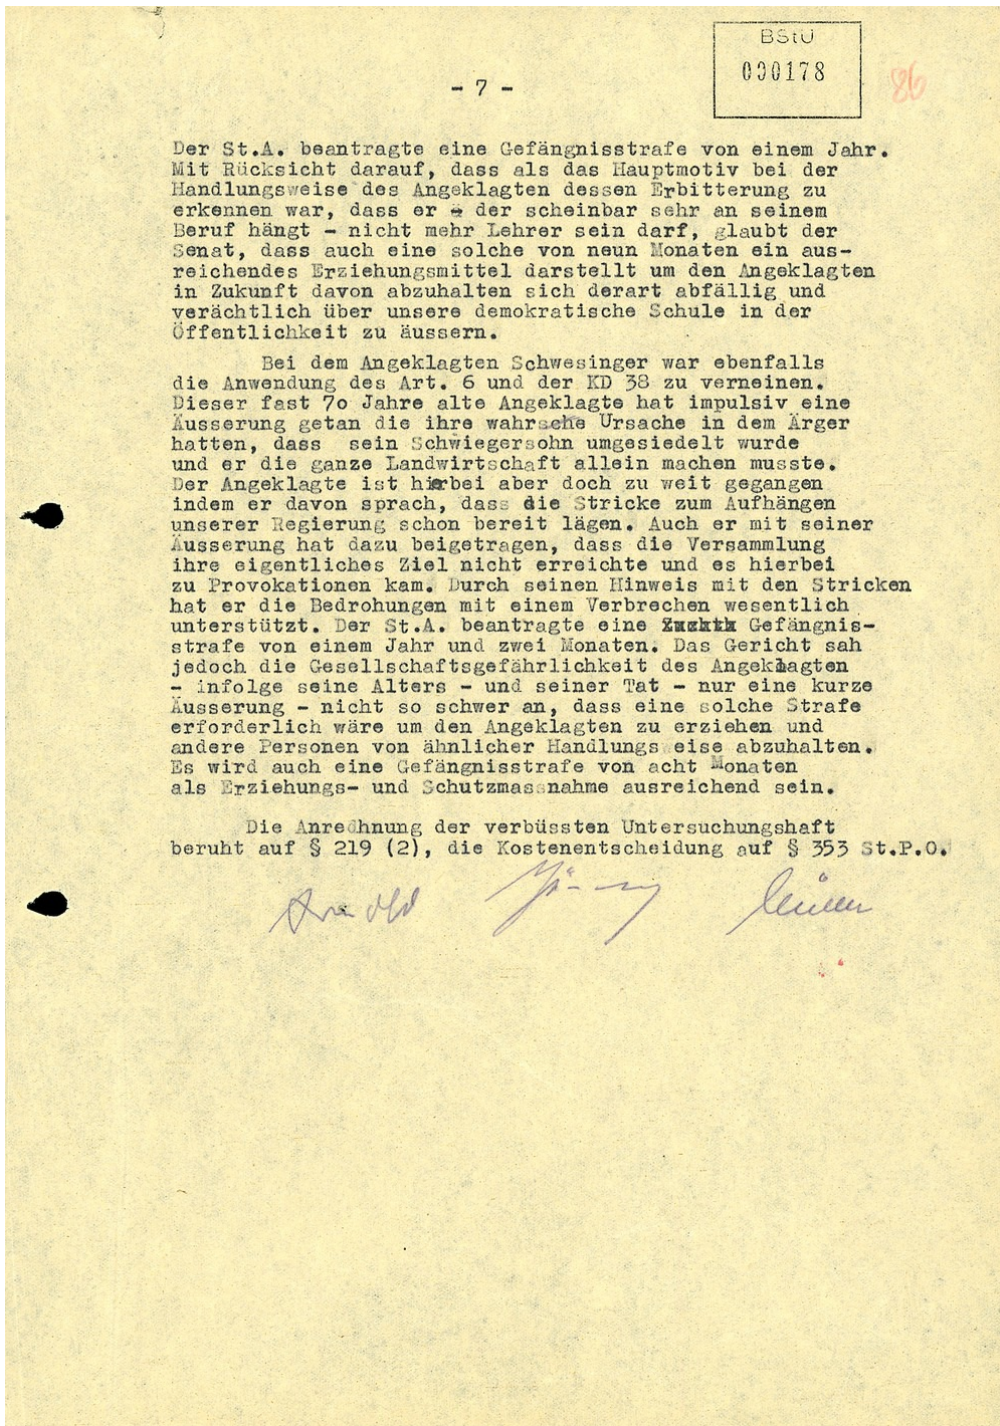 BStU
000178
86
- 7 -
Der St.A. beantragte eine Gefängnisstrafe von einem Jahr.
Mit Rücksicht darauf, dass als das Hauptmotiv bei der
Handlungsweise des Angeklagten dessen Erbitterung zu
erkennen war, dass er - der scheinbar sehr an seinem
Beruf hängt - nicht mehr Lehrer sein darf, glaubt der
Senat, dass auch eine solche von neun Monaten ein aus-
reichendes Erziehungsmittel darstellt um den Angeklagten
in Zukunft davon abzuhalten sich derart abfällig und
verächtlich über unsere demokratische Schule in der
Öffentlichkeit zu äussern.
Bei dem Angeklagten Schwesinger war ebenfalls
die Anwendung des Art. 6 und der KD 38 zu verneinen.
Dieser fast 7o Jahre alte Angeklagte hat impulsiv eine
Äusserung getan die ihre wahrsche Ursache in dem Ärger
hatten, dass sein Schwiegersohn umgesiedelt wurde
und er die ganze Landwirtschaft allein machen musste.
Der Angeklagte ist hierbei aber doch zu weit gegangen
indem er davon sprach, dass die Stricke zum Aufhängen
unserer Regierung schon bereit lägen. Auch er mit seiner
Äusserung hat dazu beigetragen, dass die Versammlung
ihre eigentliches Ziel nicht erreichte und es hierbei
zu Provokationen kam. Durch seinen Hinweis mit den Stricken
hat er die Bedrohungen mit einem Verbrechen wesentlich
unterstützt. Der St.A. beantragte eine Gefängnis-
strafe von einem Jahr und zwei Monaten. Das Gericht sah
jedoch die Gesellschaftsgefährlichkeit des Angeklagten
- infolge seine Alters - und seiner Tat - nur eine kurze
Äusserung - nicht so schwer an, dass eine solche Strafe
erforderlich wäre um den Angeklagten zu erziehen und
andere Personen von ähnlicher Handlungsweise abzuhalten.
Es wird auch eine Gefängnisstrafe von acht Monaten
als Erziehungs- und Schutzmassnahme ausreichend sein.
Die Anrechnung der verbüssten Untersuchungshaft
beruht auf § 219 (2), die Kostenentscheidung auf § 353 St.P.O.
Arnold